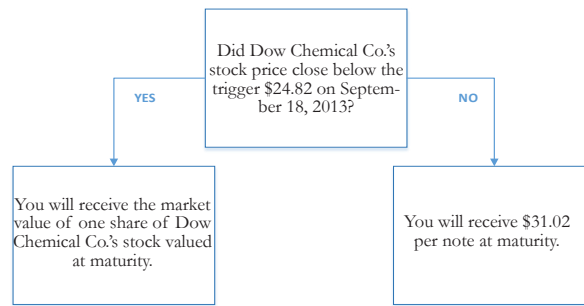 Did Dow Chemical Co.'s
stock price close below the
trigger $24.82 on Septem-
ber 18, 2013?
YES
NO
You will receive the market
value of one share of Dow
Chemical Co.'s stock valued
at maturity.
You will receive $31.02
per note at maturity.